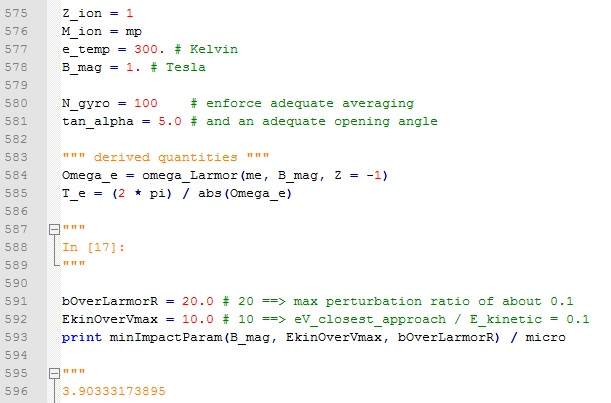 575 Z_ion = 1
576 M_ion = mp
577 e_temp = 300. # Kelvin
578 B_mag = 1. # Tesla
579
580 N_gyro = 100    # enforce adequate averaging
581 tan_alpha = 5.0 # and an adequate opening angle
582
583 """ derived quantities """
584 Omega_e = omega_Larmor(me, B_mag, Z = -1)
585 T_e = (2 * pi) / abs(Omega_e)
586
587 """
588 In [17]:
589 """
590
591 bOverLarmorR = 20.0 # 20 ==> max perturbation ratio of about 0.1
592 EkinOverVmax = 10.0 # 10 ==> eV_closest_approach / E_kinetic = 0.1
593 print minImpactParam(B_mag, EkinOverVmax, bOverLarmorR) / micro
594
595 """
596 3.90333173895